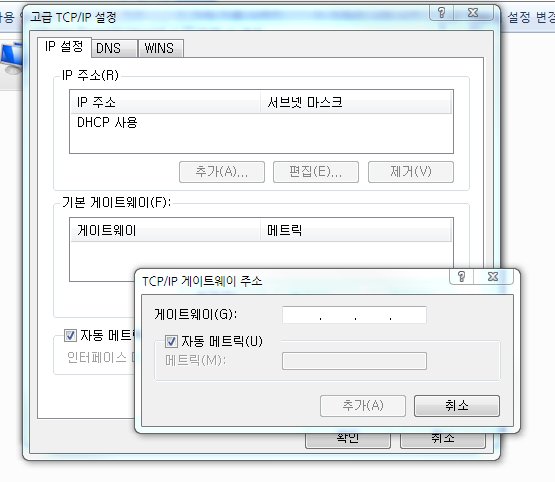 고급 TCP/IP 설정
설정 변경
IP 설정 DNS WINS
IP 주소(R)
IP 주소 서브넷 마스크
DHCP 사용
추가(A)... 편집(E)... 제거(V)
기본 게이트웨이(F):
게이트웨이 메트릭
TCP/IP 게이트웨이 주소
게이트웨이(G): . . .
자동 메트릭(U)
메트릭(M):
추가(A) 취소
자동 메트릭
인터페이스
확인 취소